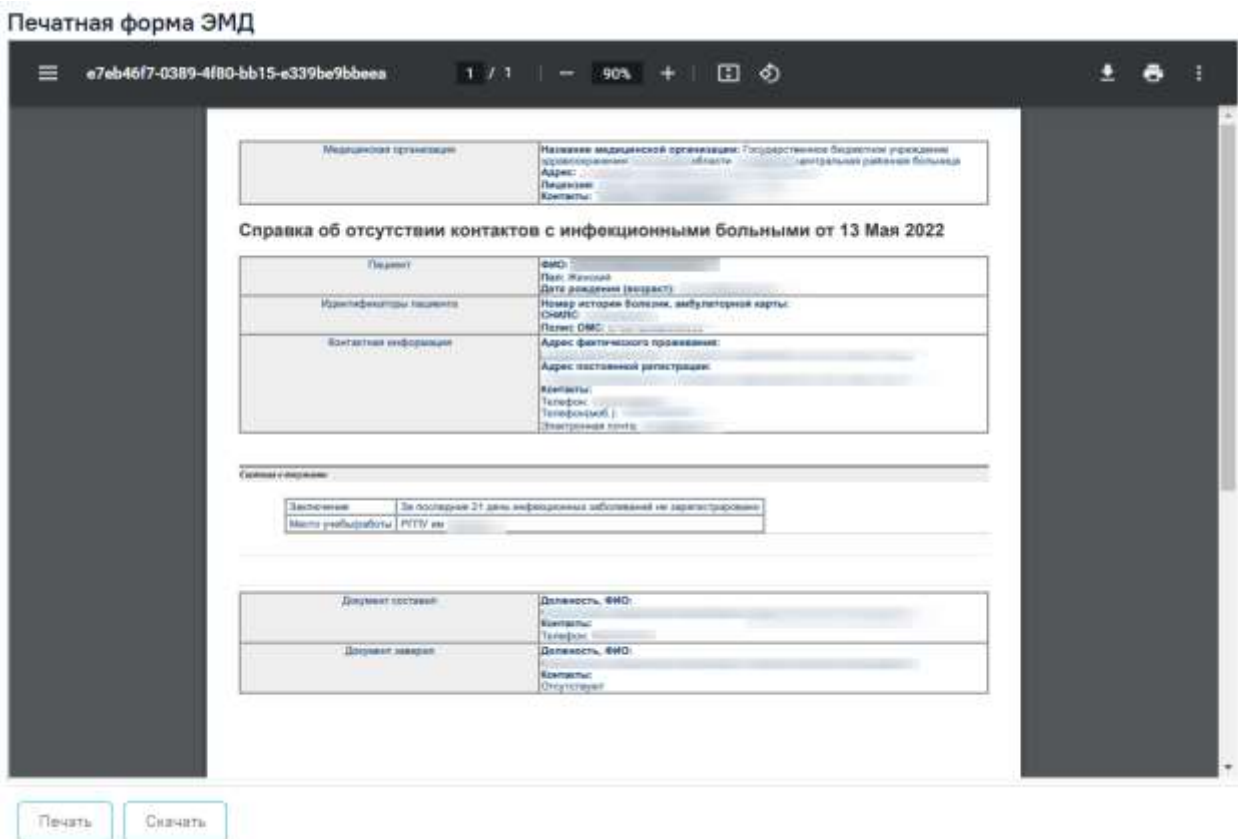 Печатная форма ЭМД
e7eb46f7-0389-4f80-bb15-e339be9bbeea 1 / 1 90%
Медицинская организация
Название медицинской организации: Государственное бюджетное учреждение
здравоохранения области центральная районная больница
Адрес:
Лицензия:
Контакты:
Справка об отсутствии контактов с инфекционными больными от 13 Мая 2022
Пациент
ФИО:
Пол: Женский
Дата рождения (возраст):
Идентификаторы пациента
Номер истории болезни, амбулаторной карты:
СНИЛС:
Полис ОМС:
Контактная информация
Адрес фактического проживания:
Адрес постоянной регистрации:
Контакты:
Телефон:
Телефон(моб.):
Электронная почта:
Заключение За последние 21 день инфекционных заболеваний не зарегистрировано
Место учебы/работы РГПУ им
Документ составил
Должность, ФИО:
Контакты:
Телефон:
Документ заверил
Должность, ФИО:
Контакты:
Отсутствуют
Печать Скачать